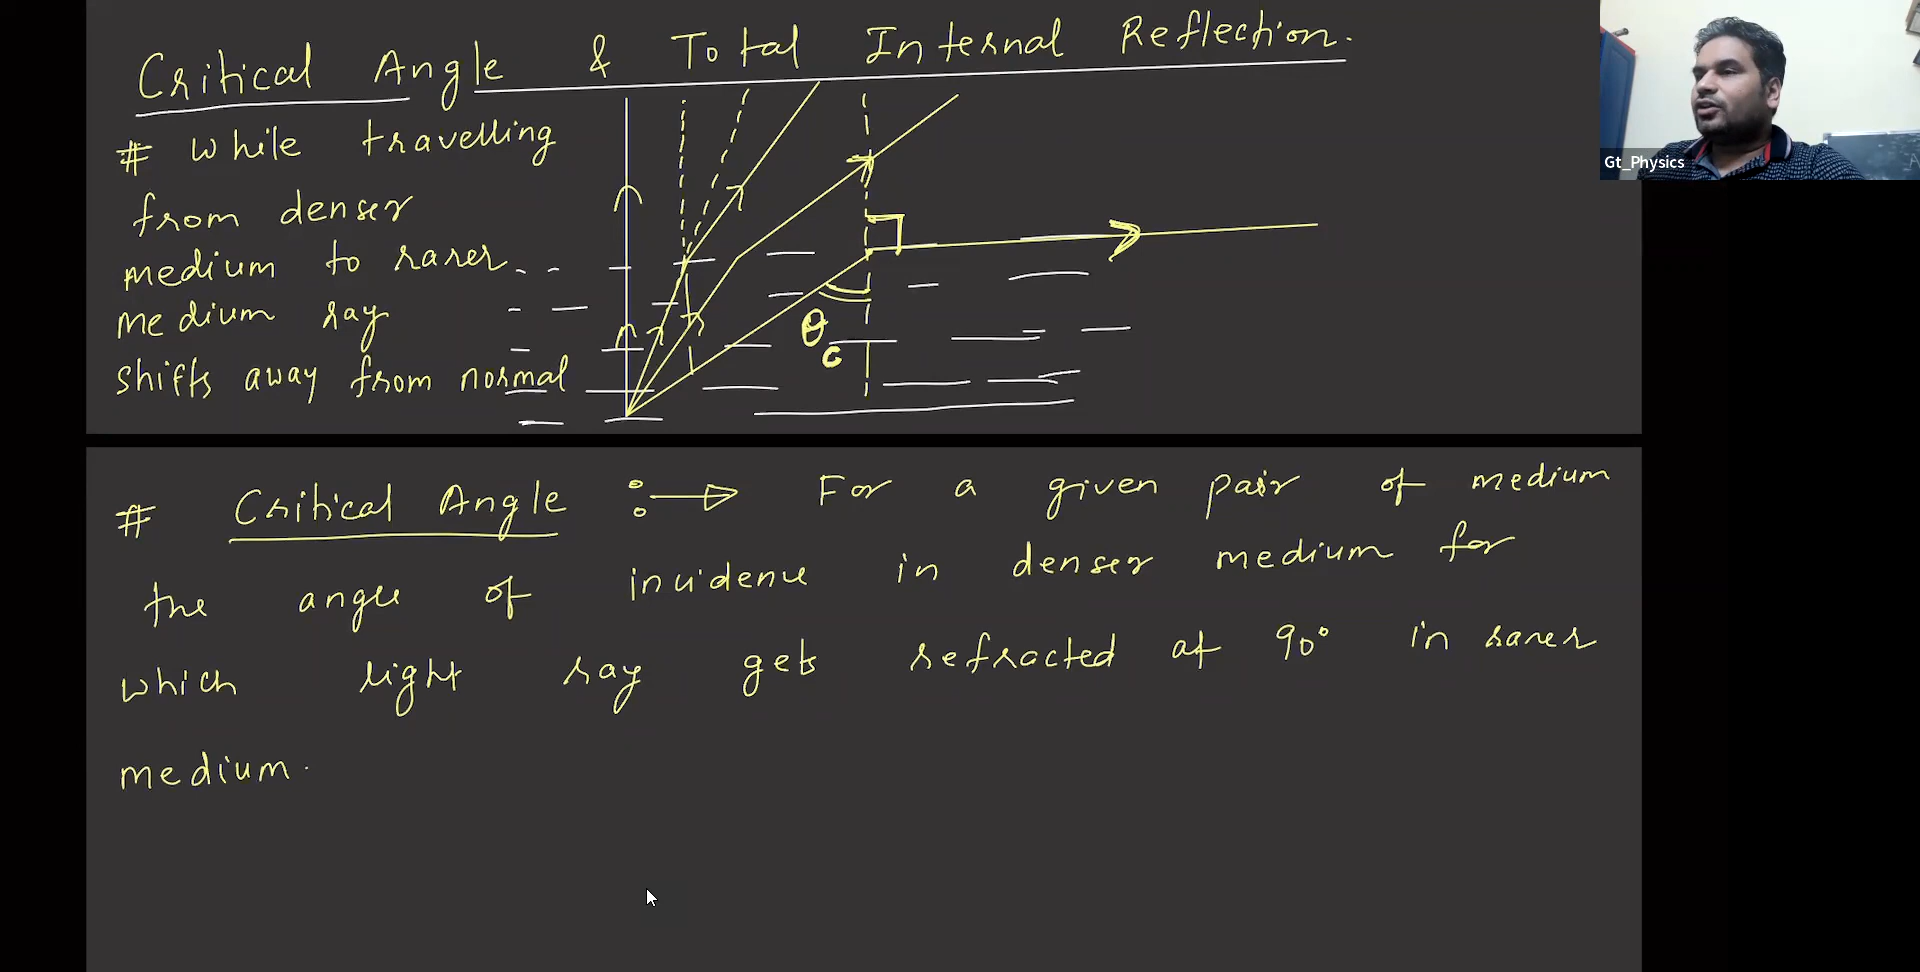 Critical Angle & Total Internal Reflection.
# While travelling
from denser
medium to rarer
medium ray
shifts away from normal
θc
Gt_Physics
# Critical Angle :→ For a given pair of medium
the angle of incidence in denser medium for
which light ray gets refracted at 90° in rarer
medium.